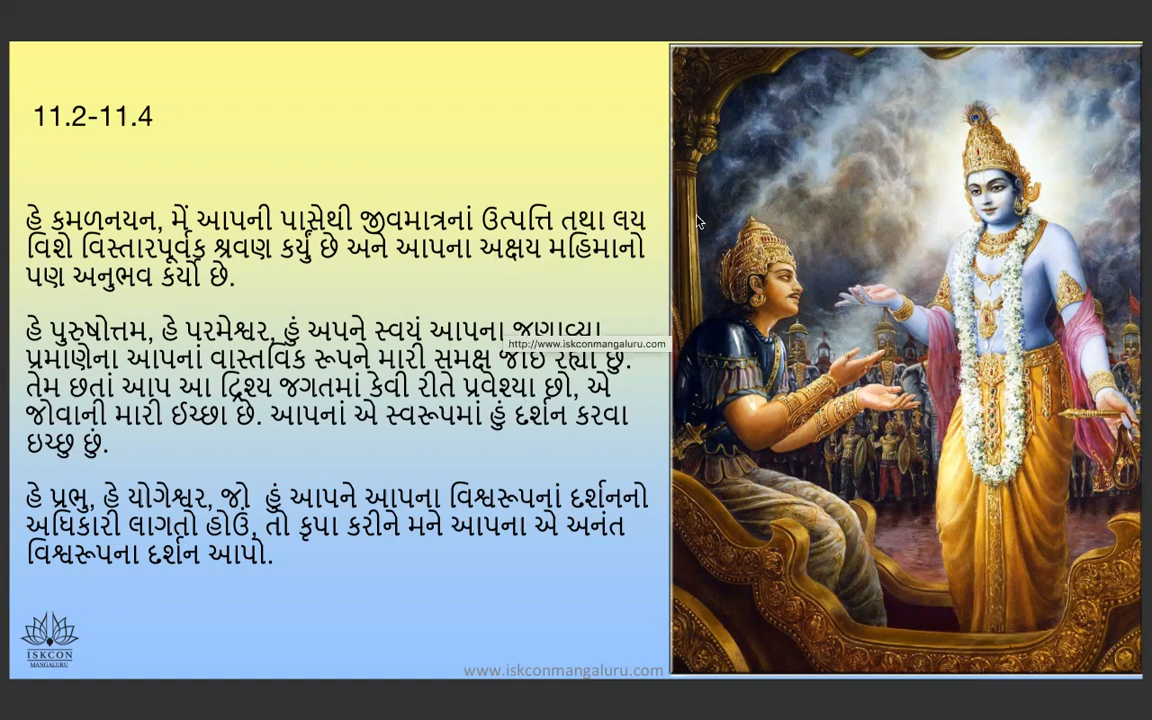 11.2-11.4
હે કમળનયન, મેં આપની પાસેથી જીવમાત્રનાં ઉત્પત્તિ તથા લય
વિશે વિસ્તારપૂર્વક શ્રવણ કર્યું છે અને આપના અક્ષય મહિમાનો
પણ અનુભવ કર્યો છે.
હે પુરુષોત્તમ, હે પરમેશ્વર, હું અપને સ્વયં આપના જણાવ્યા
http://www.iskconmangaluru.com
પ્રમાણેના આપનાં વાસ્તવિક રૂપને મારી સમક્ષ જોઈ રહ્યો છું.
તેમ છતાં આપ આ દ્રિશ્ય જગતમાં કેવી રીતે પ્રવેશ્યા છો, એ
જોવાની મારી ઈચ્છા છે. આપનાં એ સ્વરૂપમાં હું દર્શન કરવા
ઇચ્છુ છું.
હે પ્રભુ, હે યોગેશ્વર, જો હું આપને આપના વિશ્વરૂપનાં દર્શનનો
અધિકારી લાગતો હોઉં, તો કૃપા કરીને મને આપના એ અનંત
વિશ્વરૂપના દર્શન આપો.
ISKCON
MANGALURU
www.iskconmangaluru.com